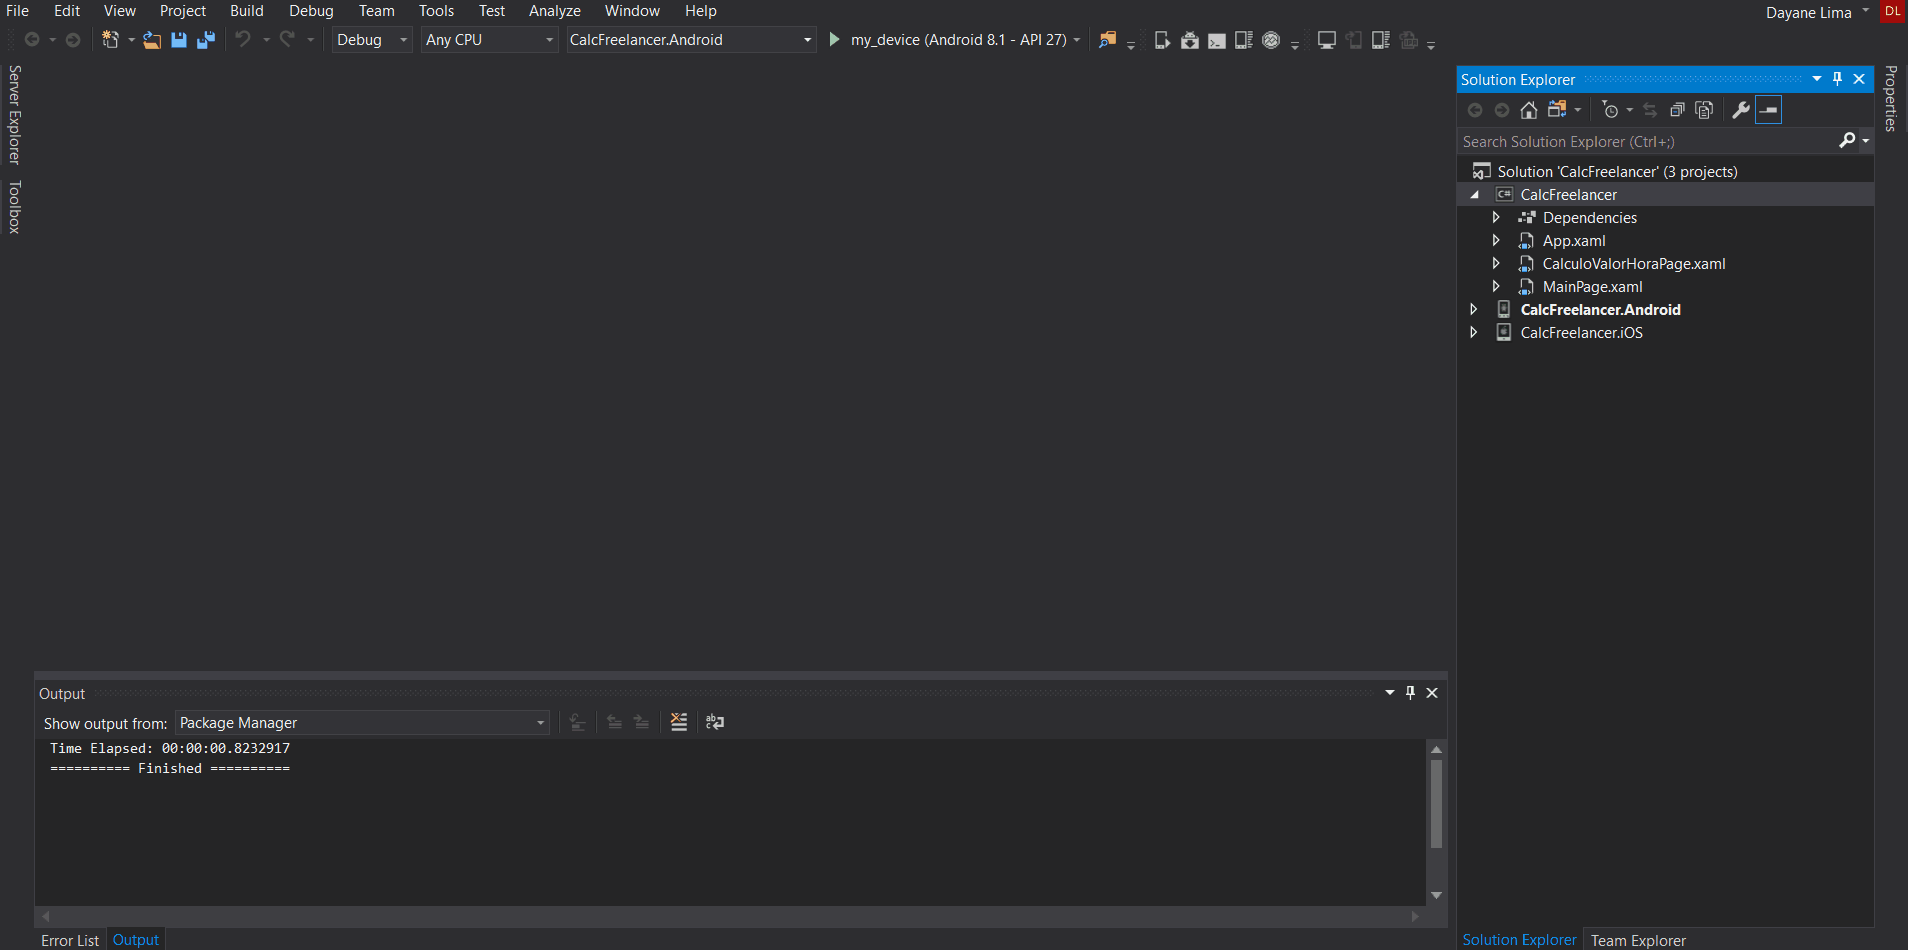 File Edit View Project Build Debug Team Tools Test Analyze Window Help
Dayane Lima DL
Debug Any CPU CalcFreelancer.Android my_device (Android 8.1 - API 27)
Server Explorer
Toolbox
Solution Explorer
Search Solution Explorer (Ctrl+;)
Solution 'CalcFreelancer' (3 projects)
C# CalcFreelancer
Dependencies
App.xaml
CalculoValorHoraPage.xaml
MainPage.xaml
CalcFreelancer.Android
CalcFreelancer.iOS
Properties
Output
Show output from: Package Manager
Time Elapsed: 00:00:00.8232917
========== Finished ==========
Error List Output
Solution Explorer Team Explorer